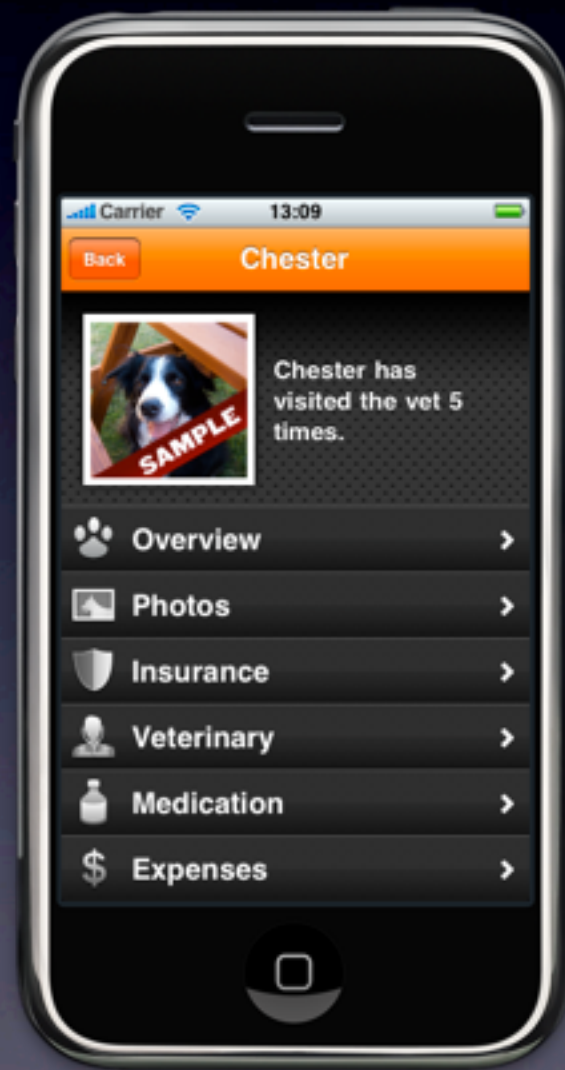 Carrier 13:09
Back Chester
Chester has
visited the vet 5
times.
SAMPLE
Overview
Photos
Insurance
Veterinary
Medication
$ Expenses